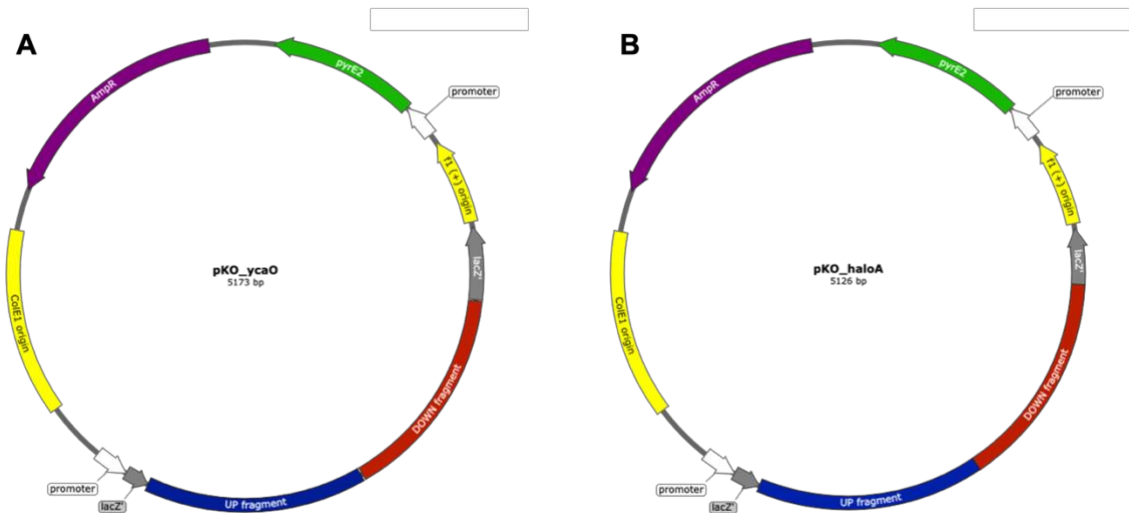 A
AmpR
pyrE2
promoter
f1 (+) origin
lacZ'
pKO_ycaO
5173 bp
ColE1 origin
DOWN fragment
promoter
lacZ'
UP fragment
B
AmpR
pyrE2
promoter
f1 (+) origin
lacZ'
pKO_haloA
5126 bp
ColE1 origin
DOWN fragment
promoter
lacZ'
UP fragment